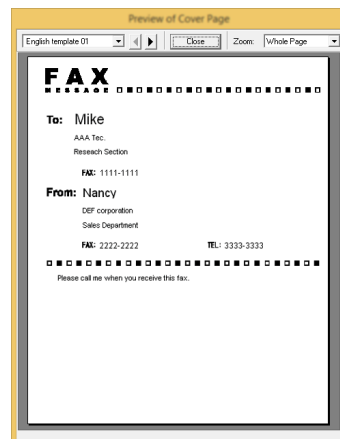 Preview of Cover Page
English template 01 Close Zoom: Whole Page
FAX
MESSAGE
To: Mike
AAA Tec.
Reseach Section
FAX: 1111-1111
From: Nancy
DEF corporation
Sales Department
FAX: 2222-2222 TEL: 3333-3333
Please call me when you receive this fax.